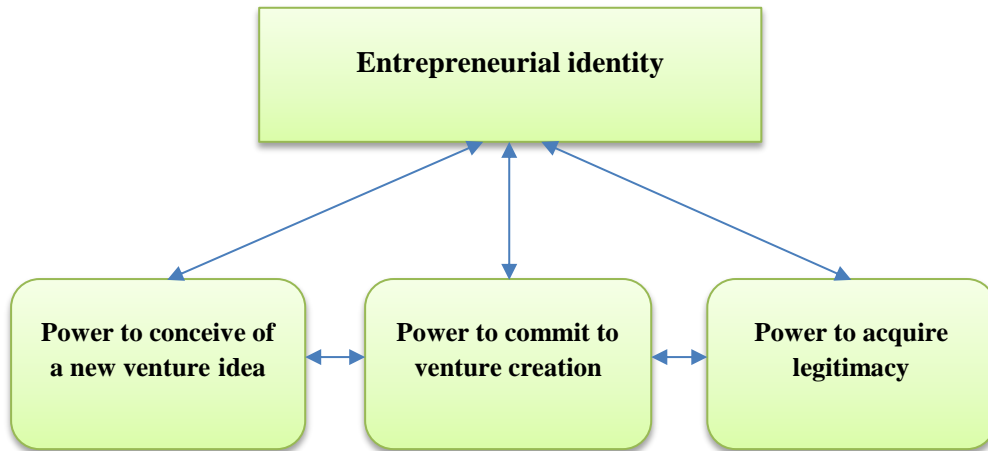 Entrepreneurial identity
Power to conceive of
a new venture idea
Power to commit to
venture creation
Power to acquire
legitimacy